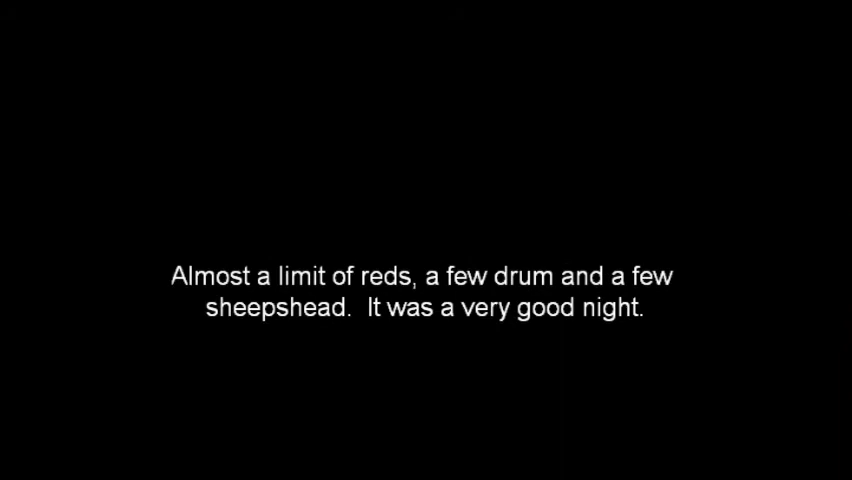 Almost a limit of reds, a few drum and a few
sheepshead.  It was a very good night.